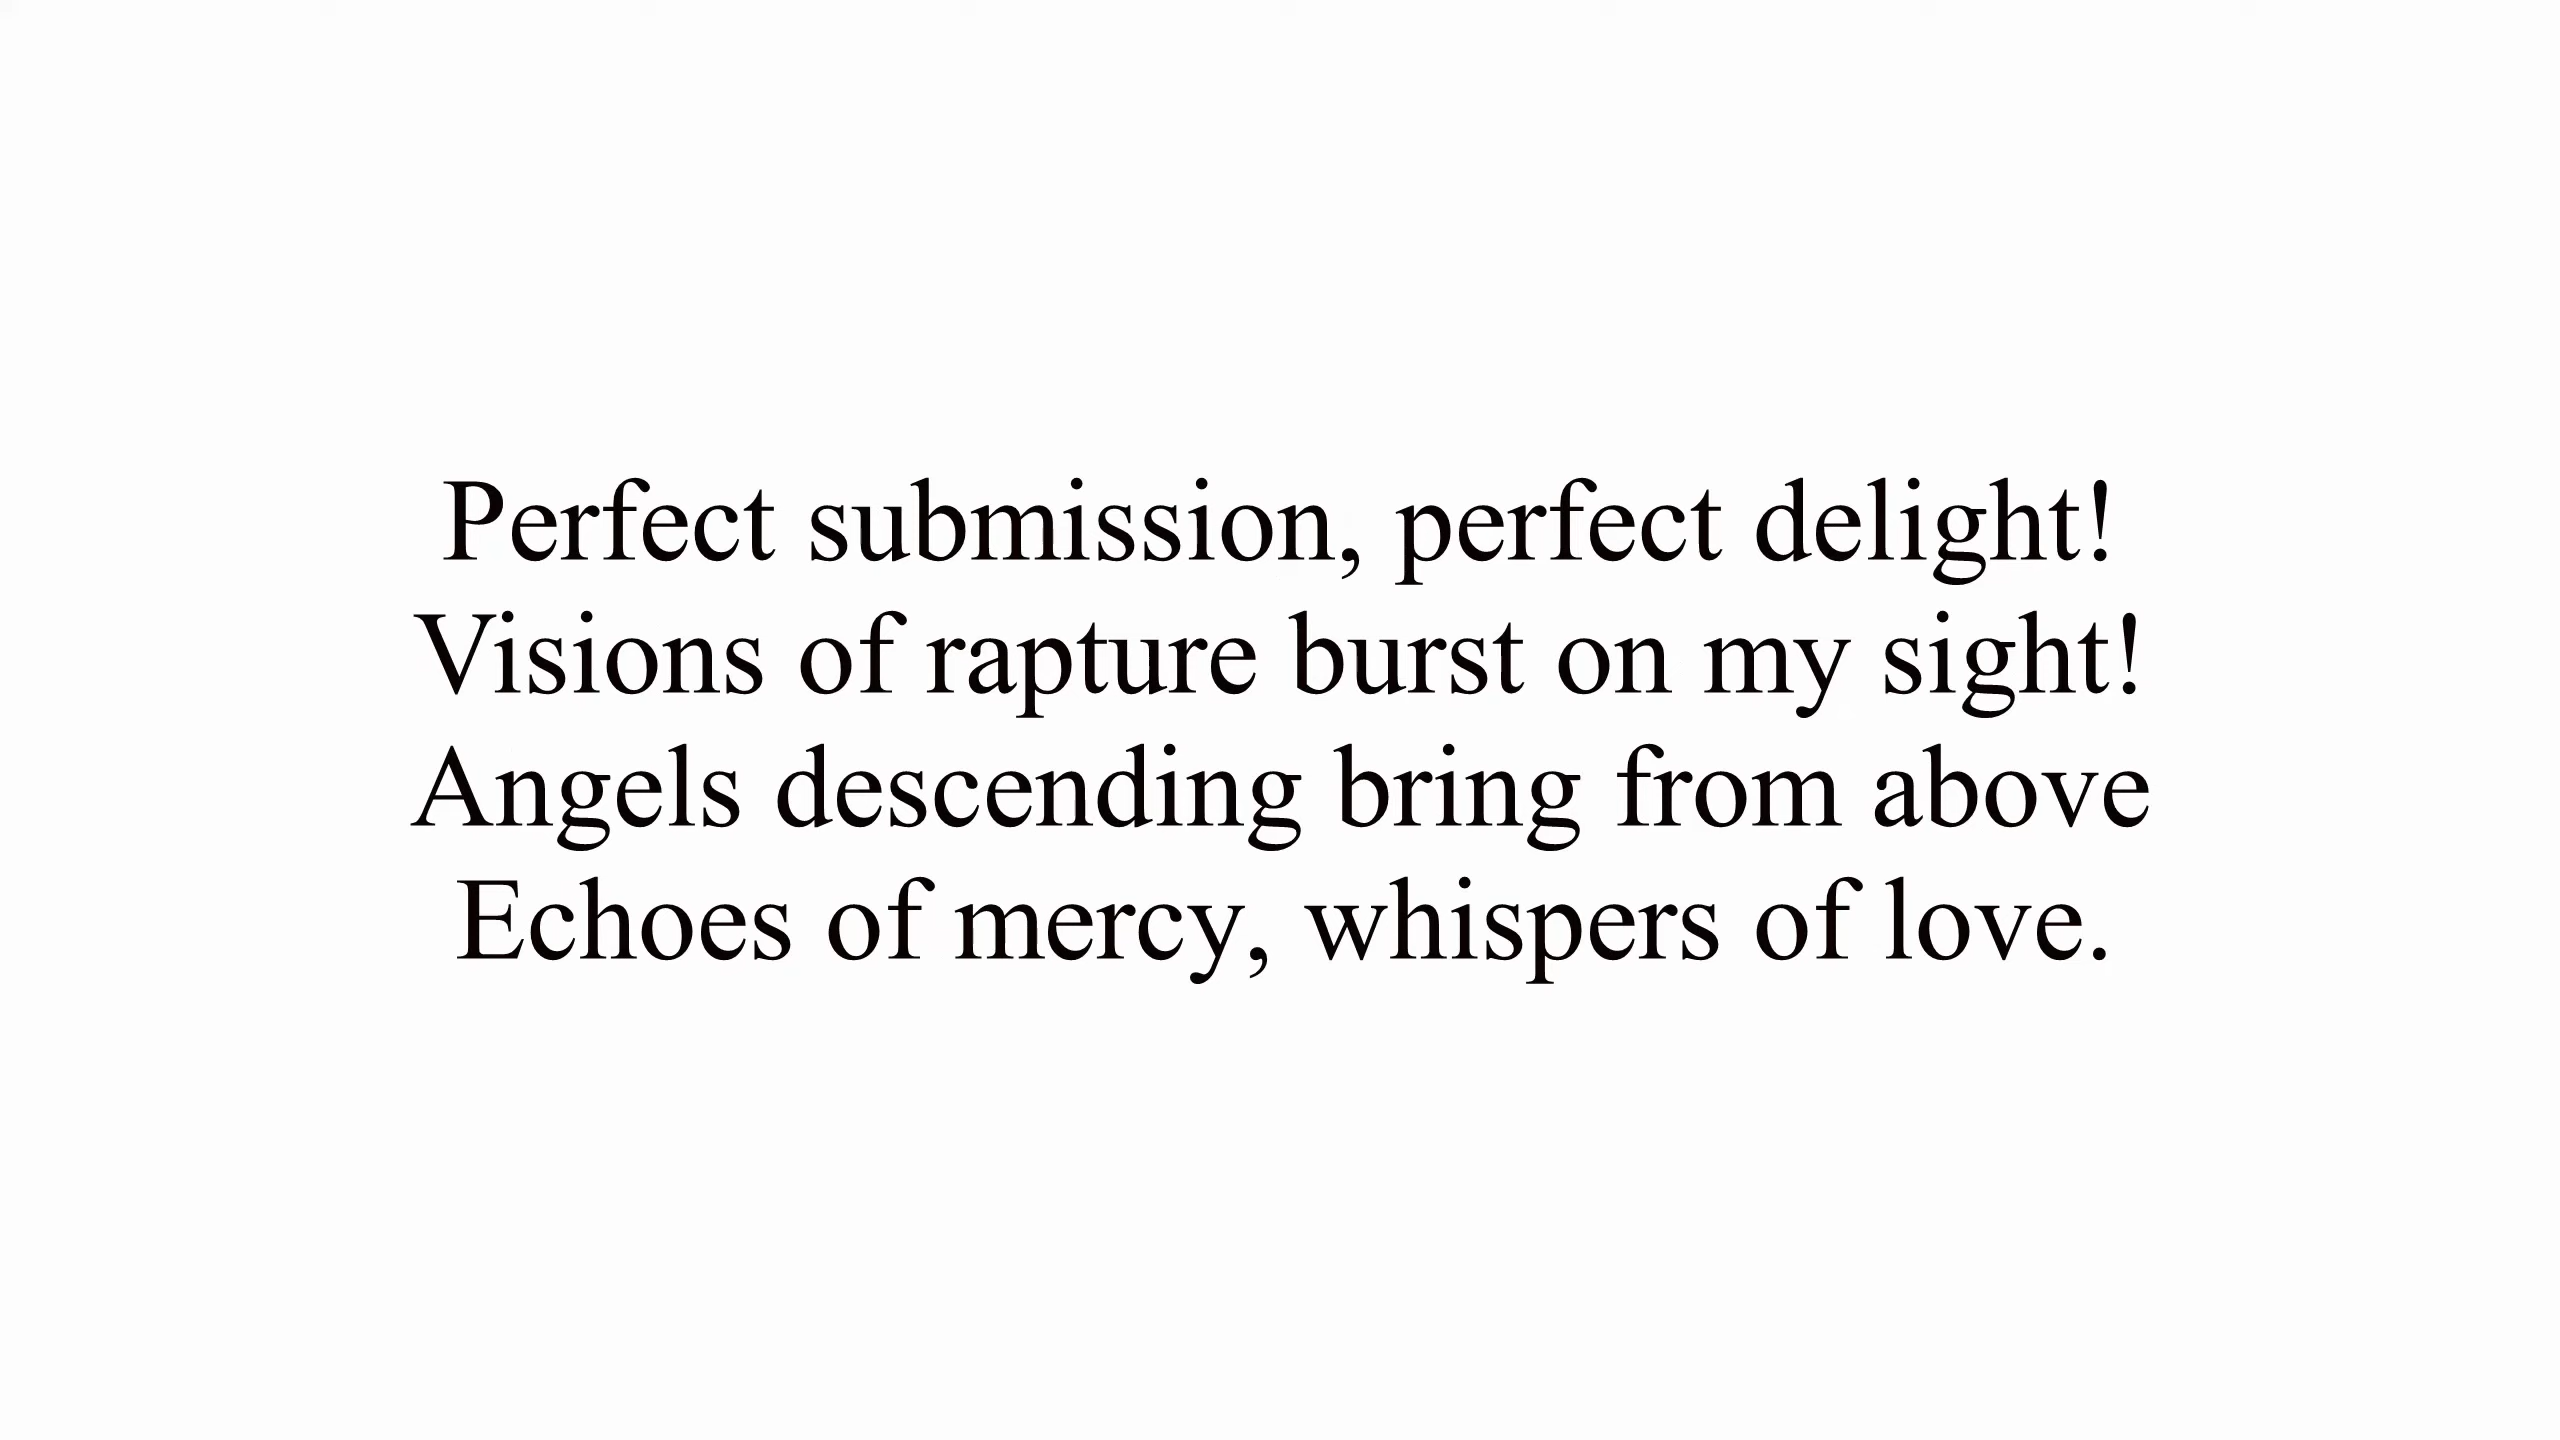 Perfect submission, perfect delight!
Visions of rapture burst on my sight!
Angels descending bring from above
Echoes of mercy, whispers of love.